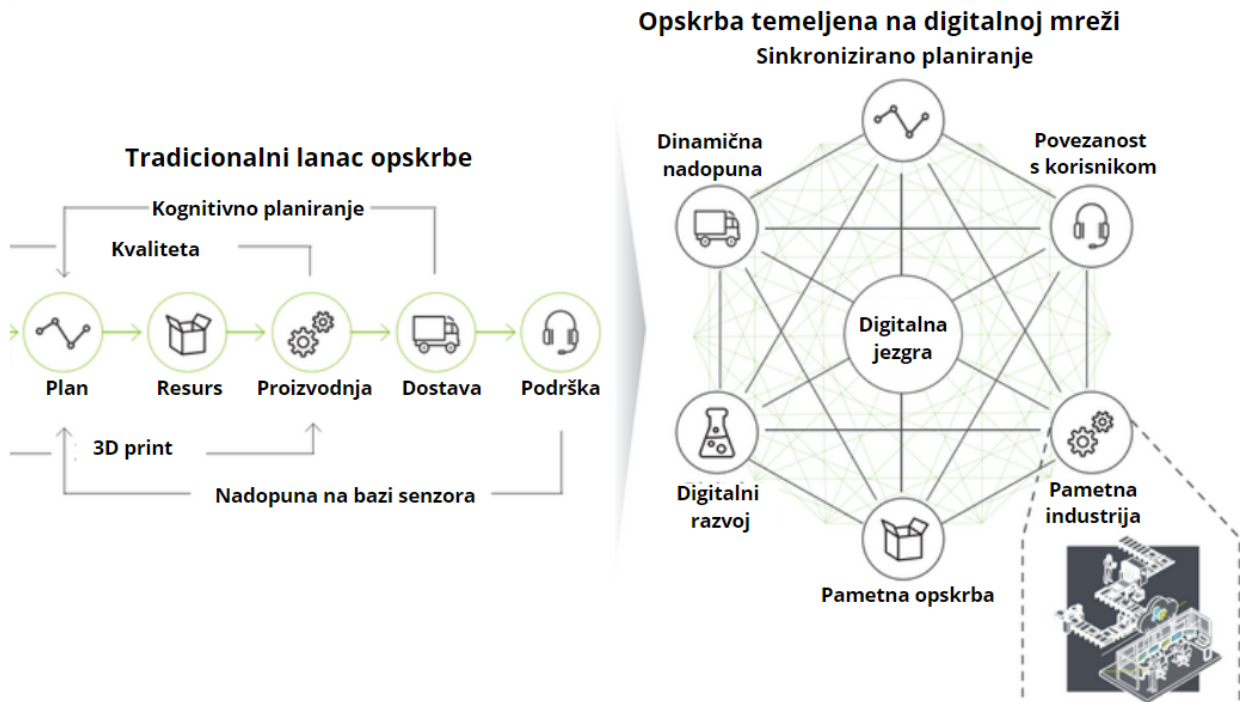 Opskrba temeljena na digitalnoj mreži
Sinkronizirano planiranje
Tradicionalni lanac opskrbe
Kognitivno planiranje
Kvaliteta
Plan
Resurs
Proizvodnja
Dostava
Podrška
3D print
Nadopuna na bazi senzora
Dinamična
nadopuna
Povezanost
s korisnikom
Digitalna
jezgra
Digitalni
razvoj
Pametna
industrija
Pametna opskrba